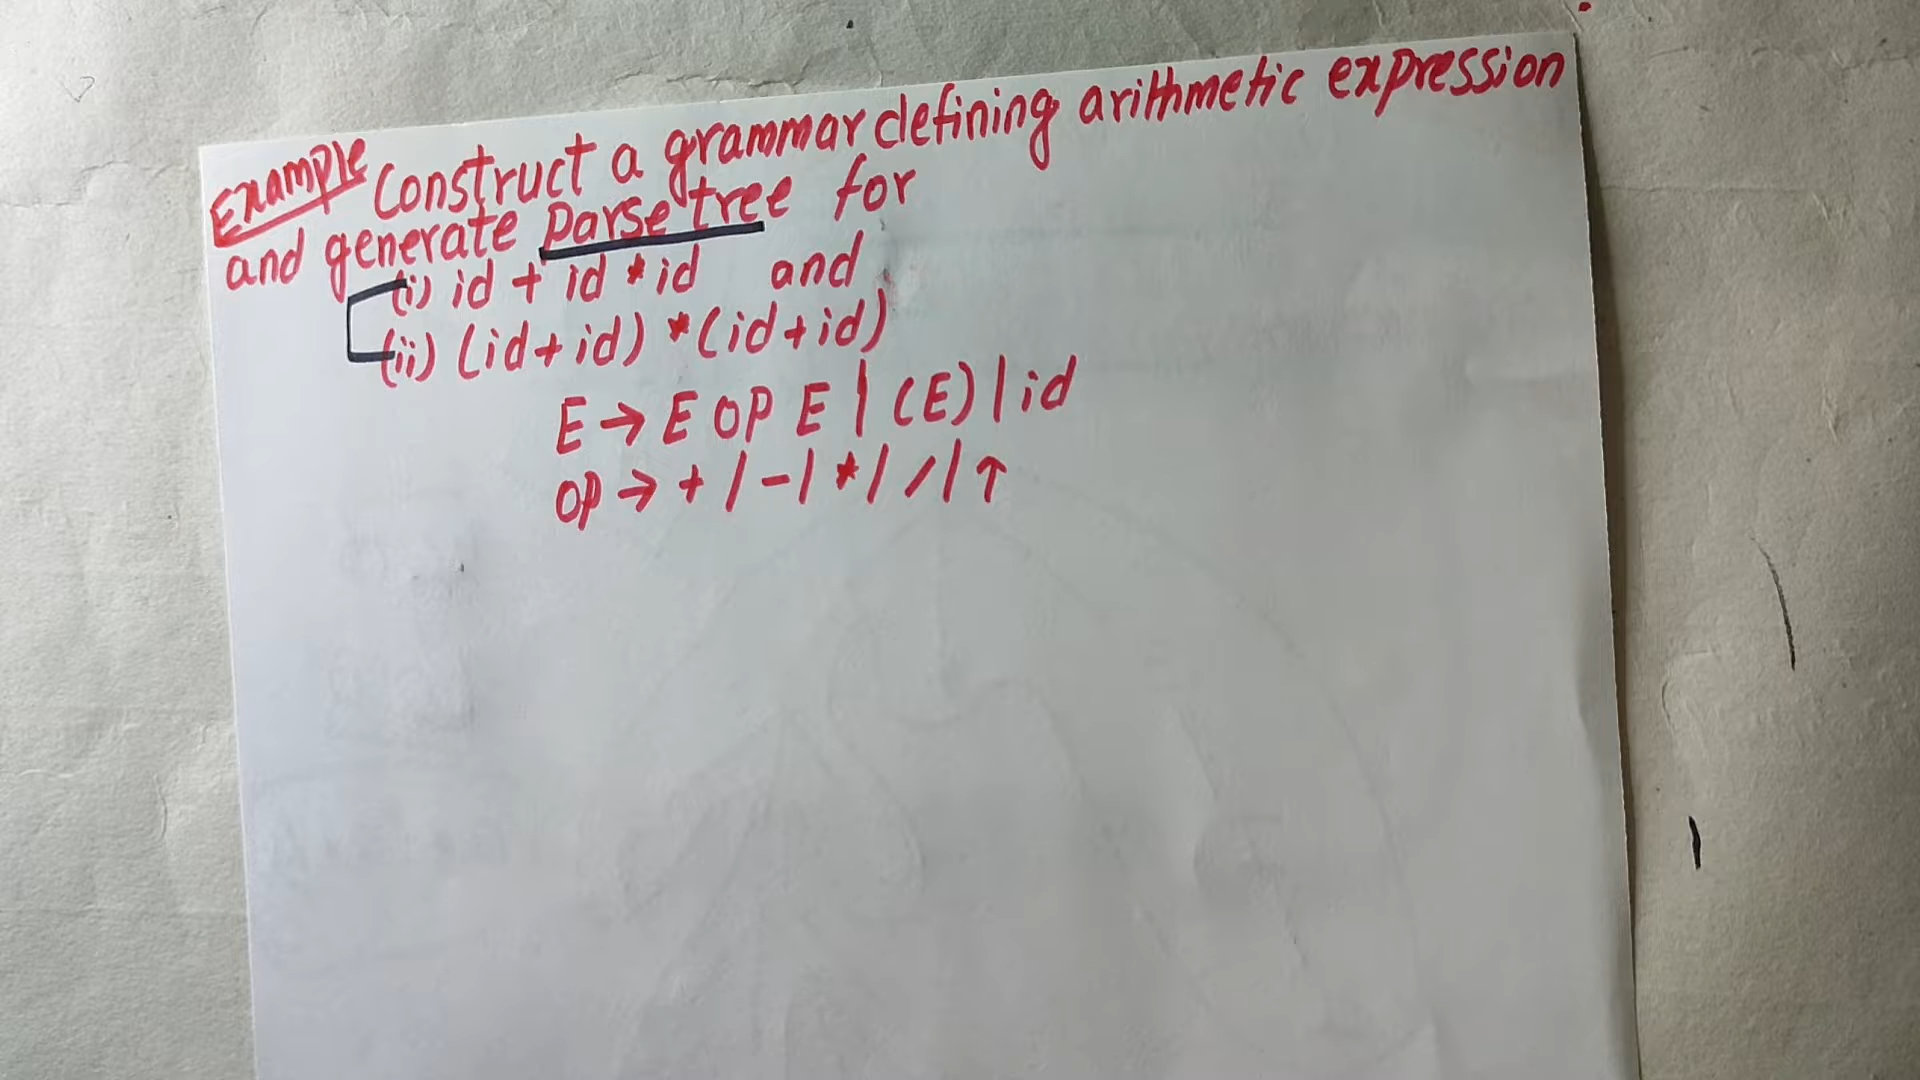 Example Construct a grammar defining arithmetic expression
and generate parse tree for
(i) id + id * id and
(ii) (id + id) * (id + id)
E → E OP E | (E) | id
OP → + | - | * | / | ↑